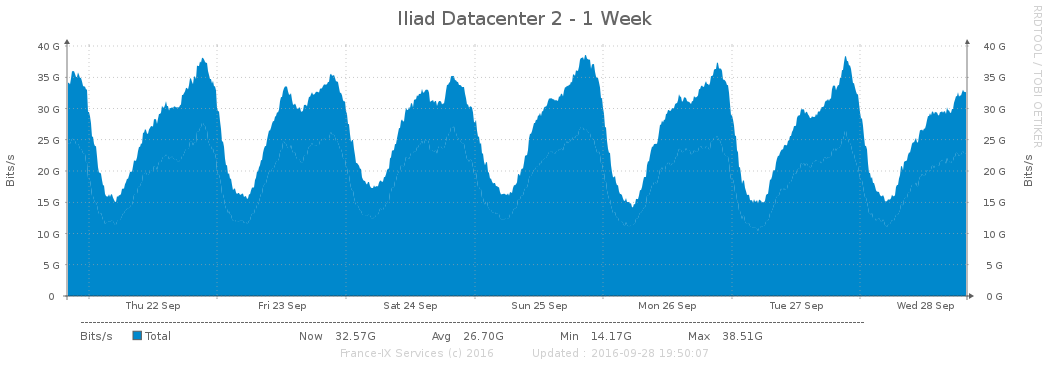 Iliad Datacenter 2 - 1 Week
RRDTOOL / TOBI OETIKER
40 G 40 G
35 G 35 G
30 G 30 G
25 G 25 G
20 G 20 G
15 G 15 G
10 G 10 G
5 G 5 G
0 0 G
Bits/s
Bits/s
Thu 22 Sep Fri 23 Sep Sat 24 Sep Sun 25 Sep Mon 26 Sep Tue 27 Sep Wed 28 Sep
Bits/s Total Now 32.57G Avg 26.70G Min 14.17G Max 38.51G
France-IX Services (c) 2016 Updated : 2016-09-28 19:50:07